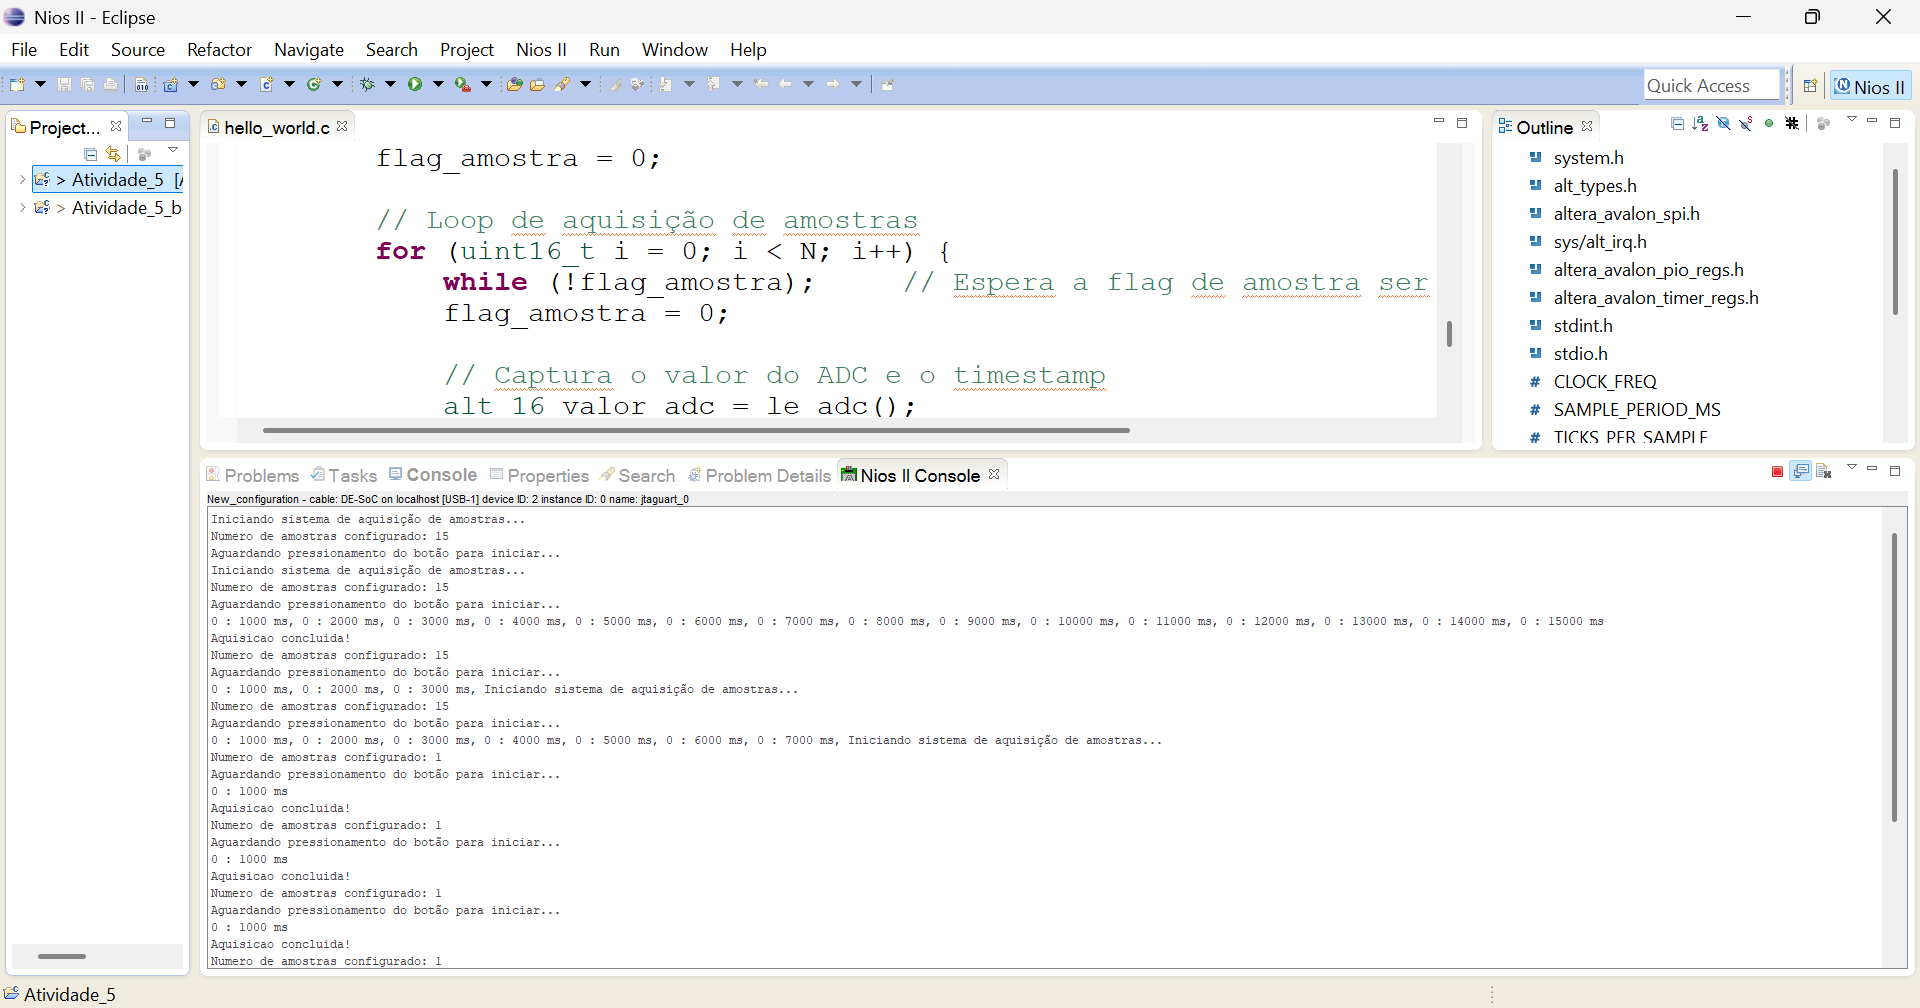 Nios II - Eclipse
File Edit Source Refactor Navigate Search Project Nios II Run Window Help
Quick Access
Nios II
Project...
> Atividade_5 [
> Atividade_5_b
hello_world.c
flag_amostra = 0;
// Loop de aquisição de amostras
for (uint16_t i = 0; i < N; i++) {
while (!flag_amostra); // Espera a flag de amostra ser
flag_amostra = 0;
// Captura o valor do ADC e o timestamp
alt_16 valor_adc = le_adc();
Outline
system.h
alt_types.h
altera_avalon_spi.h
sys/alt_irq.h
altera_avalon_pio_regs.h
altera_avalon_timer_regs.h
stdint.h
stdio.h
# CLOCK_FREQ
# SAMPLE_PERIOD_MS
# TICKS_PER_SAMPLE
Problems Tasks Console Properties Search Problem Details Nios II Console
New_configuration - cable: DE-SoC on localhost [USB-1] device ID: 2 instance ID: 0 name: jtaguart_0
Iniciando sistema de aquisição de amostras...
Numero de amostras configurado: 15
Aguardando pressionamento do botão para iniciar...
Iniciando sistema de aquisição de amostras...
Numero de amostras configurado: 15
Aguardando pressionamento do botão para iniciar...
0 : 1000 ms, 0 : 2000 ms, 0 : 3000 ms, 0 : 4000 ms, 0 : 5000 ms, 0 : 6000 ms, 0 : 7000 ms, 0 : 8000 ms, 0 : 9000 ms, 0 : 10000 ms, 0 : 11000 ms, 0 : 12000 ms, 0 : 13000 ms, 0 : 14000 ms, 0 : 15000 ms
Aquisicao concluida!
Numero de amostras configurado: 15
Aguardando pressionamento do botão para iniciar...
0 : 1000 ms, 0 : 2000 ms, 0 : 3000 ms, Iniciando sistema de aquisição de amostras...
Numero de amostras configurado: 15
Aguardando pressionamento do botão para iniciar...
0 : 1000 ms, 0 : 2000 ms, 0 : 3000 ms, 0 : 4000 ms, 0 : 5000 ms, 0 : 6000 ms, 0 : 7000 ms, Iniciando sistema de aquisição de amostras...
Numero de amostras configurado: 1
Aguardando pressionamento do botão para iniciar...
0 : 1000 ms
Aquisicao concluida!
Numero de amostras configurado: 1
Aguardando pressionamento do botão para iniciar...
0 : 1000 ms
Aquisicao concluida!
Numero de amostras configurado: 1
Aguardando pressionamento do botão para iniciar...
0 : 1000 ms
Aquisicao concluida!
Numero de amostras configurado: 1
Atividade_5